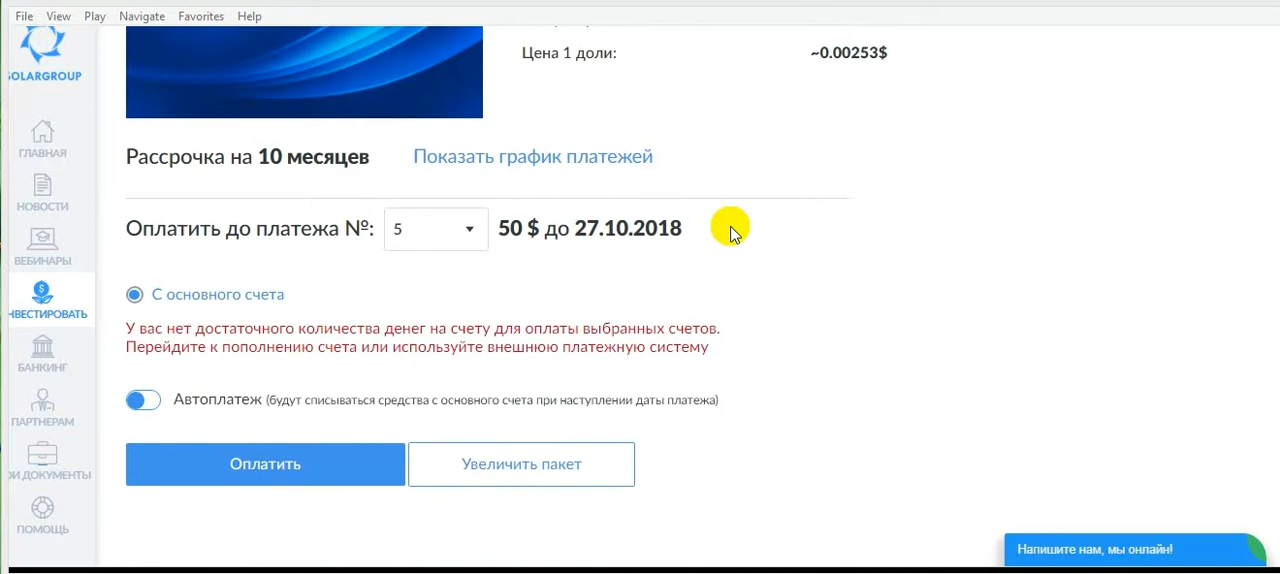 File View Play Navigate Favorites Help
SOLARGROUP
ГЛАВНАЯ
НОВОСТИ
ВЕБИНАРЫ
НВЕСТИРОВАТЬ
БАНКИНГ
ПАРТНЕРАМ
ОИ ДОКУМЕНТЫ
ПОМОЩЬ
Цена 1 доли: ~0.00253$
Рассрочка на 10 месяцев Показать график платежей
Оплатить до платежа №: 5 50 $ до 27.10.2018
С основного счета
У вас нет достаточного количества денег на счету для оплаты выбранных счетов.
Перейдите к пополнению счета или используйте внешнюю платежную систему
Автоплатеж (будут списываться средства с основного счета при наступлении даты платежа)
Оплатить Увеличить пакет
Напишите нам, мы онлайн!